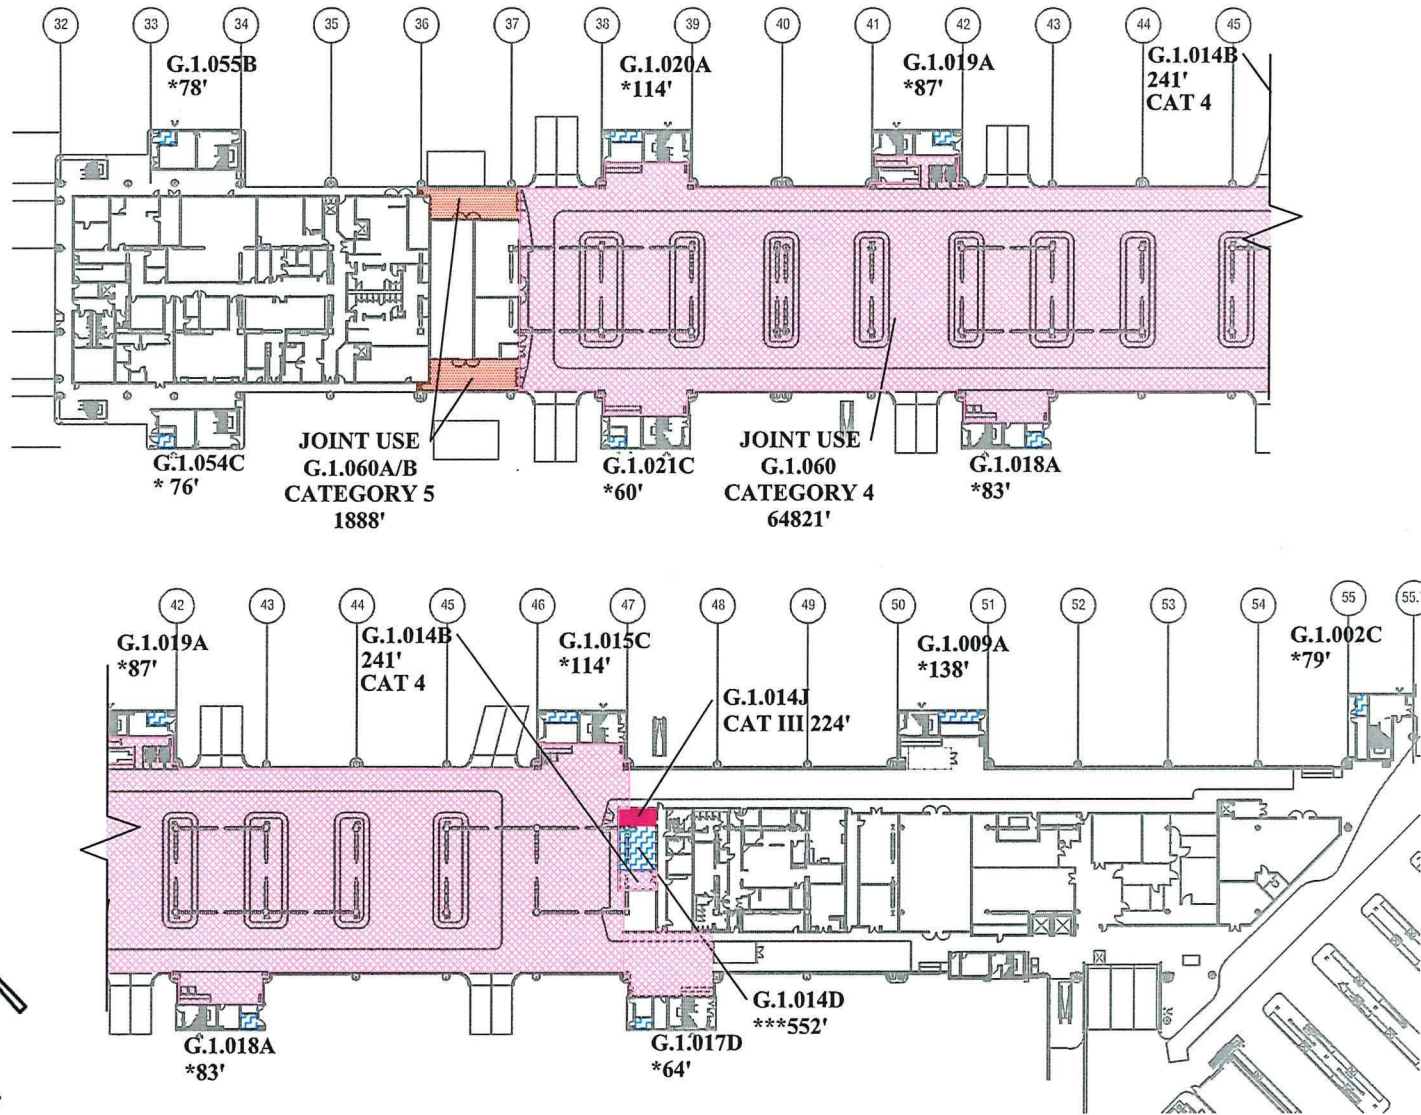 32 33 34 35 36 37 38 39 40 41 42 43 44 45
G.1.055B
*78'
G.1.020A
*114'
G.1.019A
*87'
G.1.014B
241'
CAT 4
G.1.054C
* 76'
JOINT USE
G.1.060A/B
CATEGORY 5
1888'
G.1.021C
*60'
JOINT USE
G.1.060
CATEGORY 4
64821'
G.1.018A
*83'
42 43 44 45 46 47 48 49 50 51 52 53 54 55
G.1.019A
*87'
G.1.014B
241'
CAT 4
G.1.015C
*114'
G.1.014J
CAT III 224'
G.1.009A
*138'
G.1.002C
*79'
G.1.018A
*83'
G.1.017D
*64'
G.1.014D
***552'